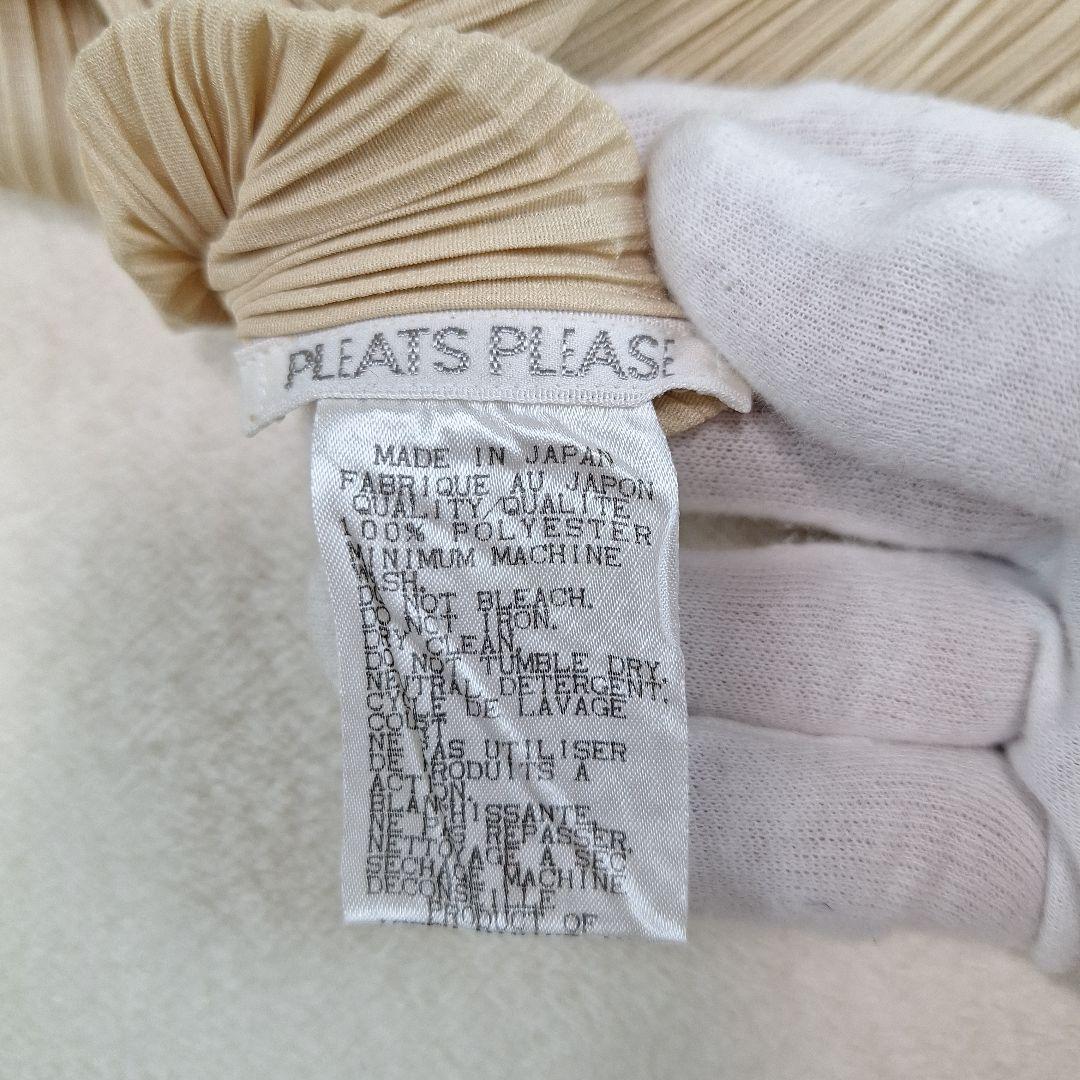 PLEATS PLEASE
MADE IN JAPAN
FABRIQUE AU JAPON
QUALITY/QUALITE
100% POLYESTER
MINIMUM MACHINE
WASH.
DO NOT BLEACH.
DO NOT IRON.
DRY CLEAN.
DO NOT TUMBLE DRY.
NEUTRAL DETERGENT.
CYCLE DE LAVAGE
COURT
NE PAS UTILISER
DE PRODUITS A
ACTION.
BLANCHISSANTE.
NE PAS REPASSER.
NETTOYAGE A SEC
SECHAGE MACHINE
DECONSEILLE
PRODUCT OF